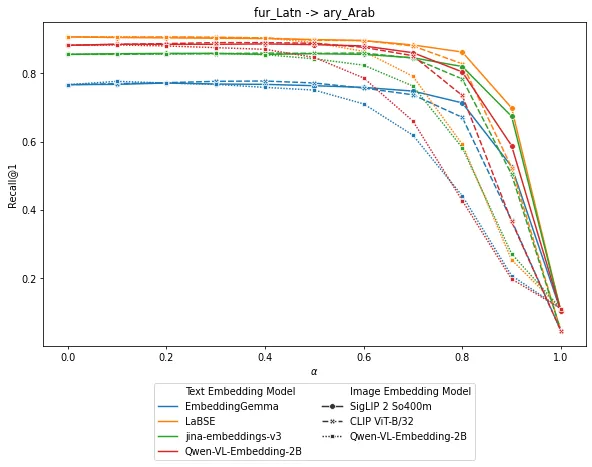 fur_Latn -> ary_Arab
Recall@1
0.8
0.6
0.4
0.2
0.0 0.2 0.4 0.6 0.8 1.0
α
Text Embedding Model
EmbeddingGemma
LaBSE
jina-embeddings-v3
Qwen-VL-Embedding-2B
Image Embedding Model
SigLIP 2 So400m
CLIP ViT-B/32
Qwen-VL-Embedding-2B